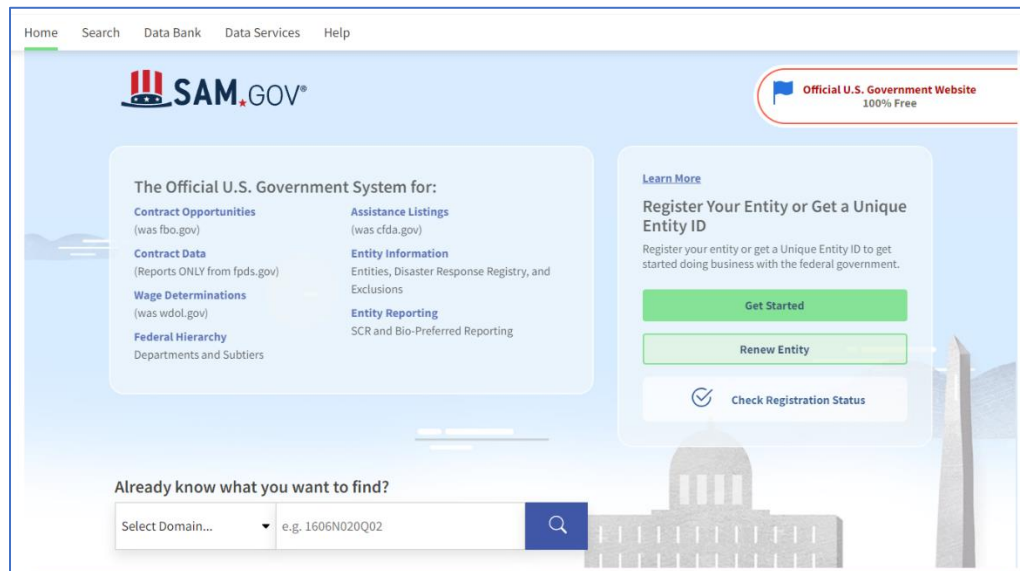 Home Search Data Bank Data Services Help
SAM.GOV®
Official U.S. Government Website
100% Free
The Official U.S. Government System for:
Contract Opportunities
(was fbo.gov)
Contract Data
(Reports ONLY from fpds.gov)
Wage Determinations
(was wdol.gov)
Federal Hierarchy
Departments and Subtiers
Assistance Listings
(was cfda.gov)
Entity Information
Entities, Disaster Response Registry, and
Exclusions
Entity Reporting
SCR and Bio-Preferred Reporting
Learn More
Register Your Entity or Get a Unique
Entity ID
Register your entity or get a Unique Entity ID to get
started doing business with the federal government.
Get Started
Renew Entity
Check Registration Status
Already know what you want to find?
Select Domain... e.g. 1606N020Q02